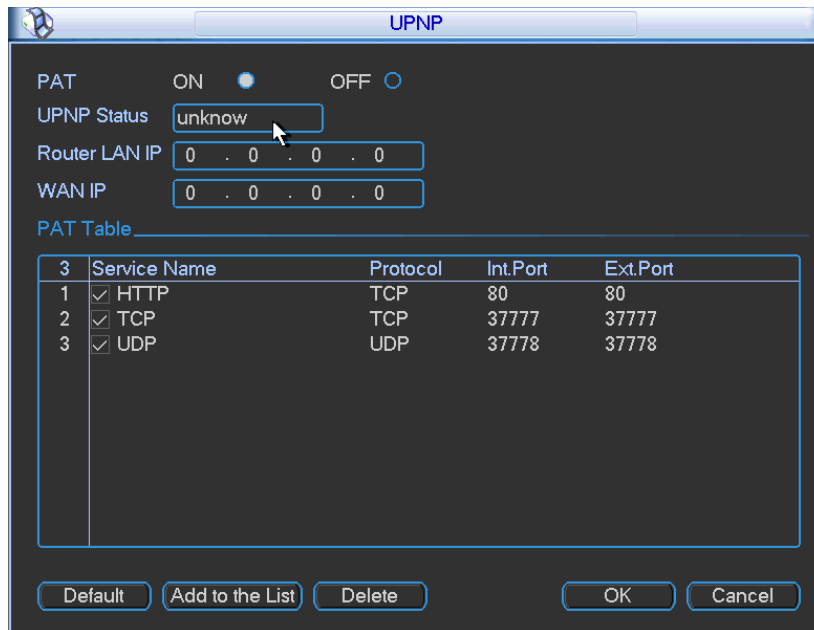 UPNP
PAT ON OFF
UPNP Status unknow
Router LAN IP 0 . 0 . 0 . 0
WAN IP 0 . 0 . 0 . 0
PAT Table
3 Service Name Protocol Int.Port Ext.Port
1 HTTP TCP 80 80
2 TCP TCP 37777 37777
3 UDP UDP 37778 37778
Default Add to the List Delete OK Cancel